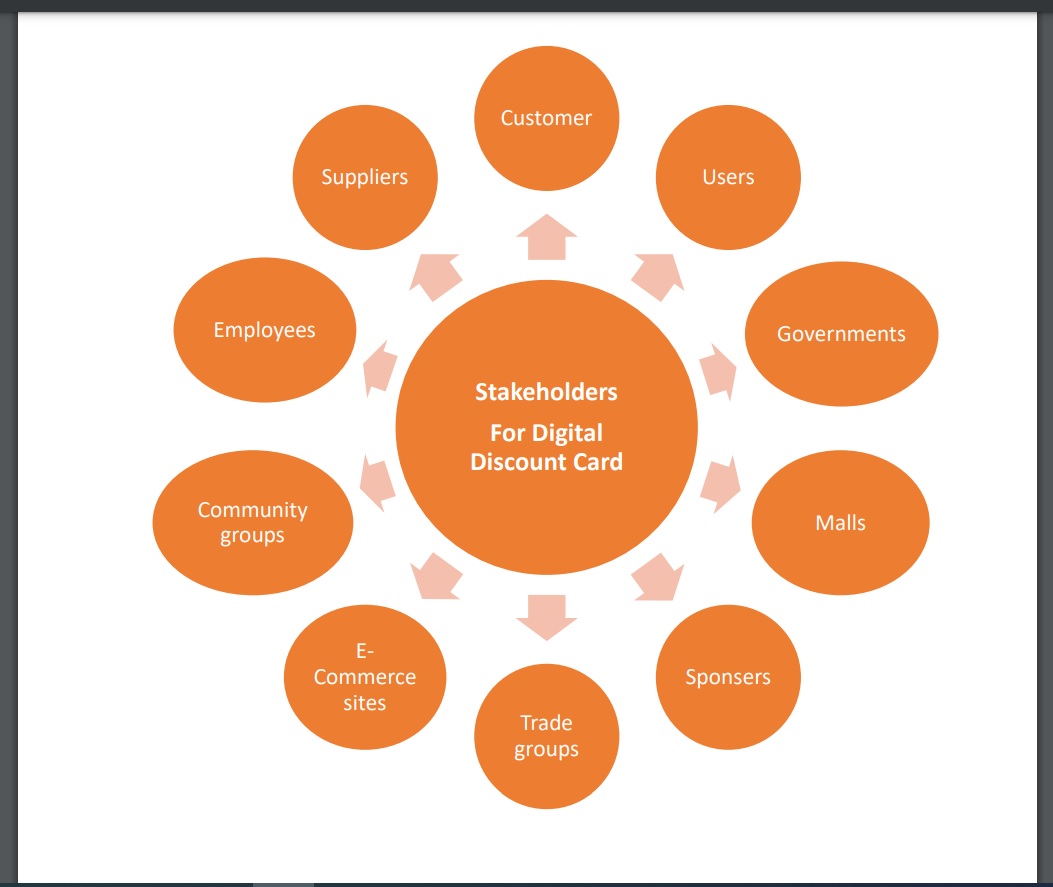 Customer
Users
Suppliers
Employees
Governments
Stakeholders
For Digital
Discount Card
Community
groups
Malls
E-
Commerce
sites
Sponsers
Trade
groups